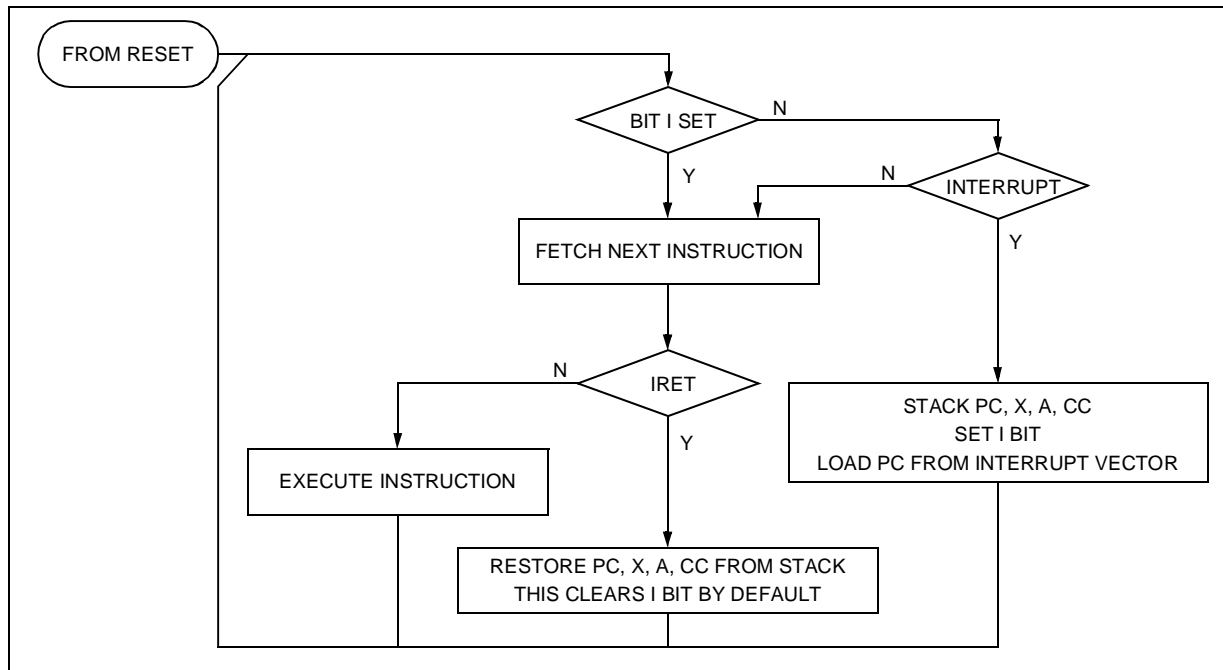 FROM RESET
BIT I SET
N
Y
N
INTERRUPT
Y
FETCH NEXT INSTRUCTION
N
IRET
Y
STACK PC, X, A, CC
SET I BIT
LOAD PC FROM INTERRUPT VECTOR
EXECUTE INSTRUCTION
RESTORE PC, X, A, CC FROM STACK
THIS CLEARS I BIT BY DEFAULT